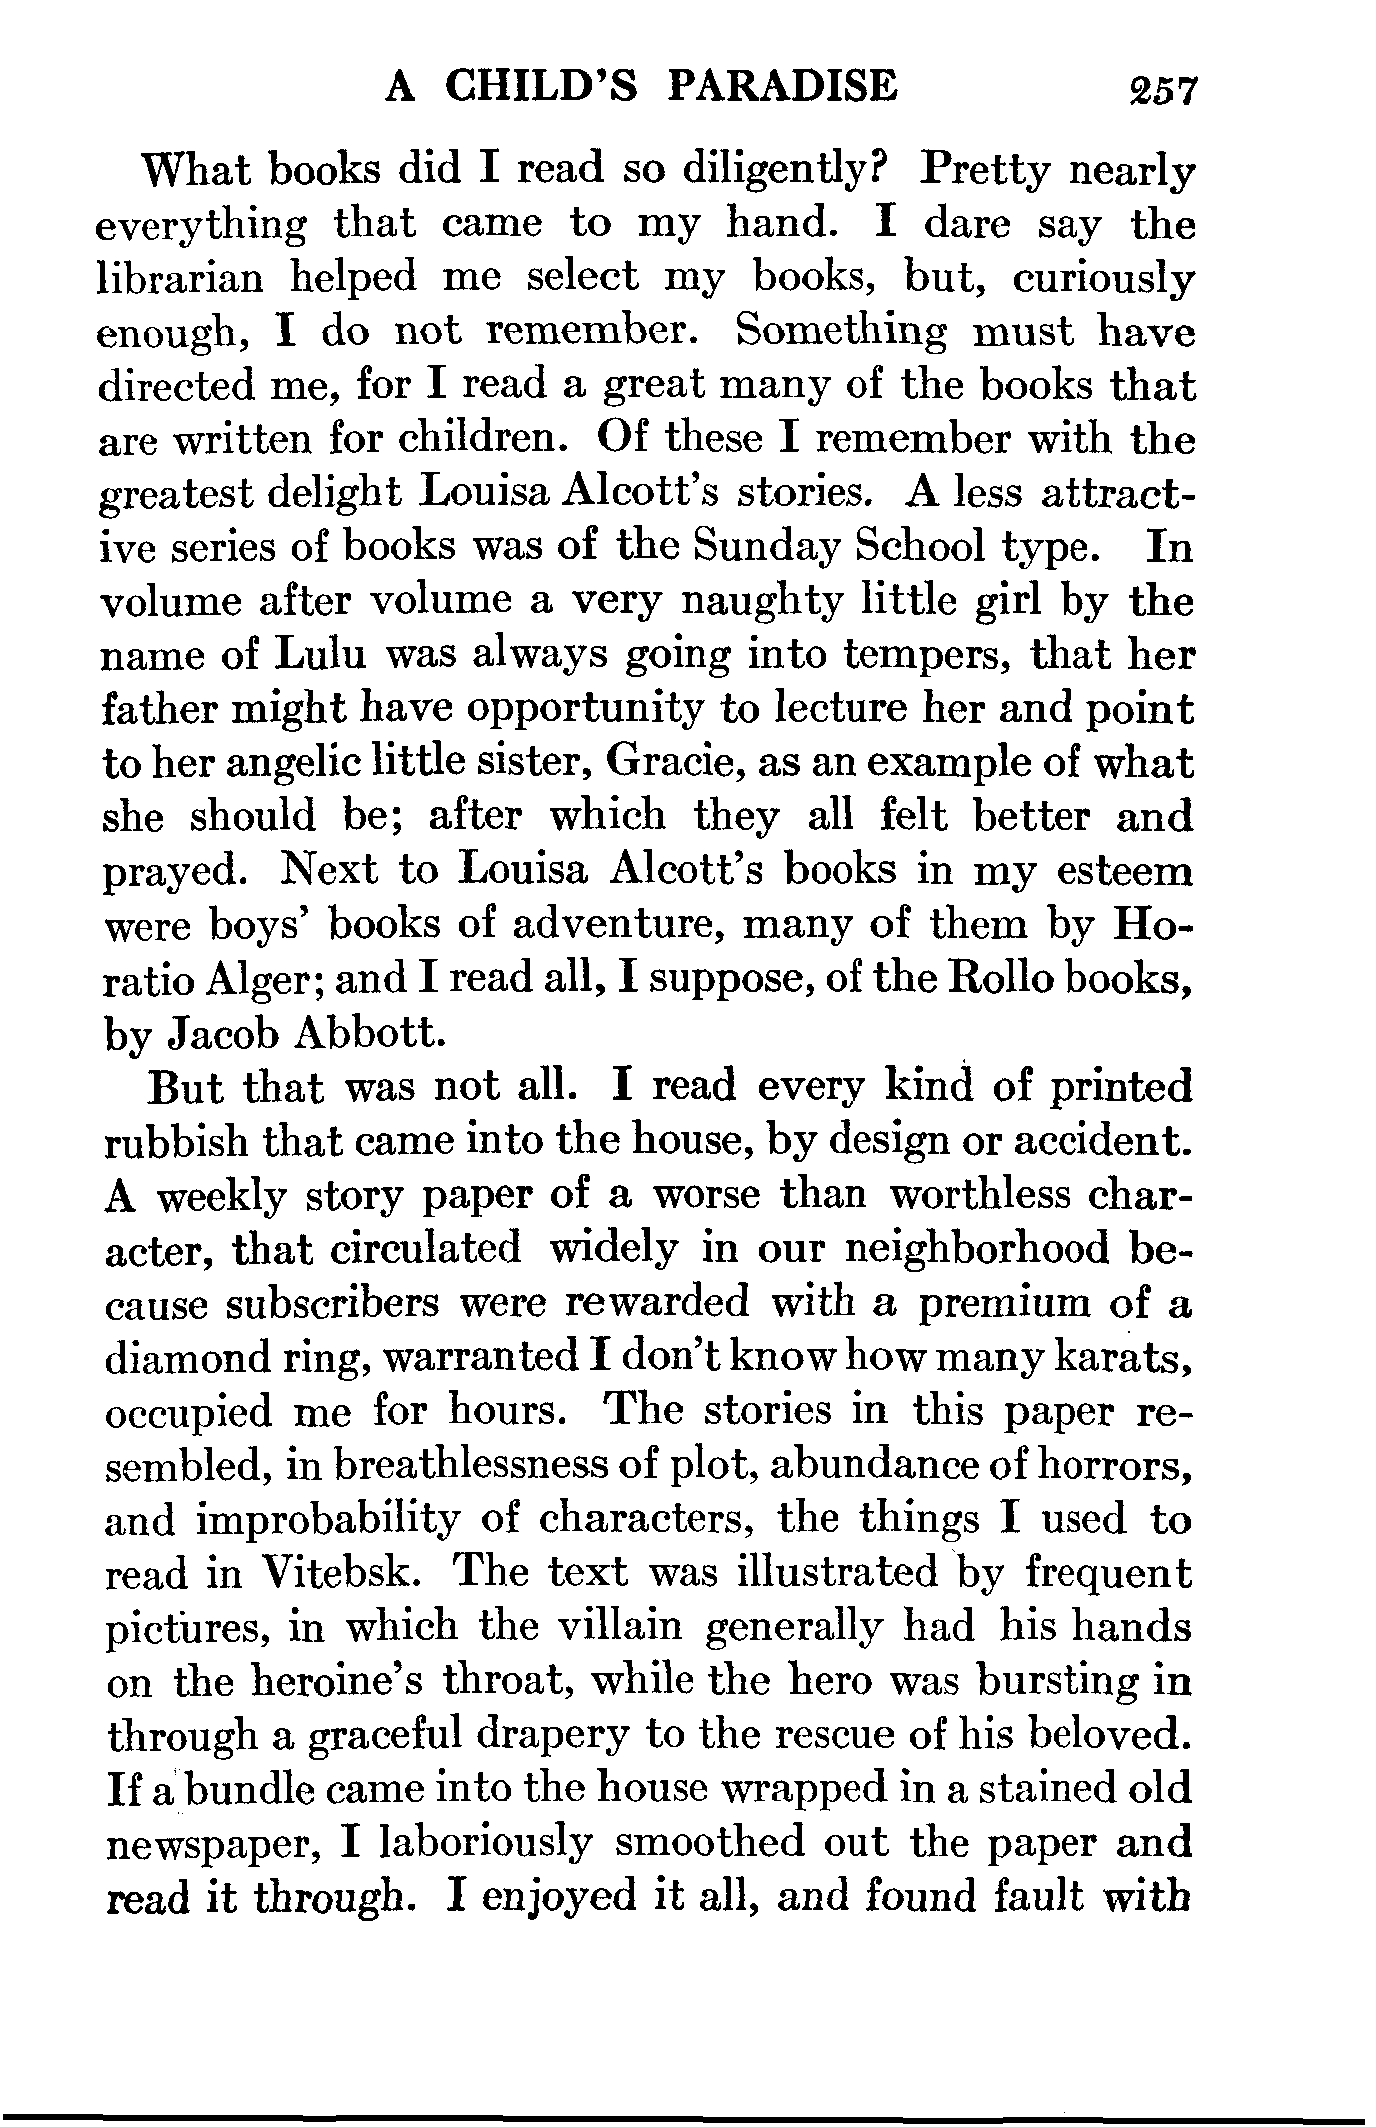 A CHILD'S PARADISE 257
What books did I read so diligently? Pretty nearly
everything that came to my hand. I dare say the
librarian helped me select my books, but, curiously
enough, I do not remember. Something must have
directed me, for I read a great many of the books that
are written for children. Of these I remember with the
greatest delight Louisa Alcott's stories. A less attract-
ive series of books was of the Sunday School type. In
volume after volume a very naughty little girl by the
name of Lulu was always going into tempers, that her
father might have opportunity to lecture her and point
to her angelic little sister, Gracie, as an example of what
she should be; after which they all felt better and
prayed. Next to Louisa Alcott's books in my esteem
were boys' books of adventure, many of them by Ho-
ratio Alger; and I read all, I suppose, of the Rollo books,
by Jacob Abbott.
But that was not all. I read every kind of printed
rubbish that came into the house, by design or accident.
A weekly story paper of a worse than worthless char-
acter, that circulated widely in our neighborhood be-
cause subscribers were rewarded with a premium of a
diamond ring, warranted I don't know how many karats,
occupied me for hours. The stories in this paper re-
sembled, in breathlessness of plot, abundance of horrors,
and improbability of characters, the things I used to
read in Vitebsk. The text was illustrated by frequent
pictures, in which the villain generally had his hands
on the heroine's throat, while the hero was bursting in
through a graceful drapery to the rescue of his beloved.
If a bundle came into the house wrapped in a stained old
newspaper, I laboriously smoothed out the paper and
read it through. I enjoyed it all, and found fault with